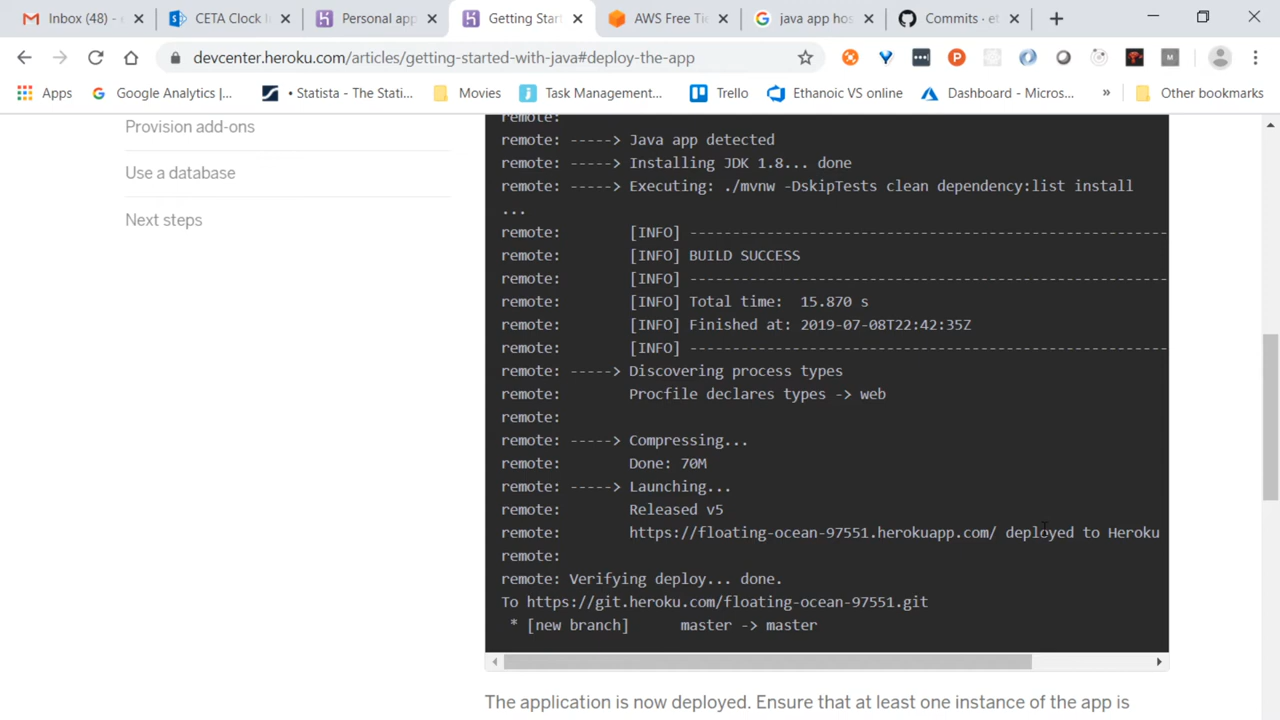 Inbox (48) - e
CETA Clock I
Personal app
Getting Star
AWS Free Tie
java app hos
Commits · et
devcenter.heroku.com/articles/getting-started-with-java#deploy-the-app
Apps
Google Analytics |...
• Statista - The Stati...
Movies
Task Management...
Trello
Ethanoic VS online
Dashboard - Micros...
»
Other bookmarks
Provision add-ons
Use a database
Next steps
remote:
remote: -----> Java app detected
remote: -----> Installing JDK 1.8... done
remote: -----> Executing: ./mvnw -DskipTests clean dependency:list install
...
remote: [INFO] ------------------------------------------------------------
remote: [INFO] BUILD SUCCESS
remote: [INFO] ------------------------------------------------------------
remote: [INFO] Total time: 15.870 s
remote: [INFO] Finished at: 2019-07-08T22:42:35Z
remote: [INFO] ------------------------------------------------------------
remote: -----> Discovering process types
remote: Procfile declares types -> web
remote:
remote: -----> Compressing...
remote: Done: 70M
remote: -----> Launching...
remote: Released v5
remote: https://floating-ocean-97551.herokuapp.com/ deployed to Heroku
remote:
remote: Verifying deploy... done.
To https://git.heroku.com/floating-ocean-97551.git
* [new branch] master -> master
The application is now deployed. Ensure that at least one instance of the app is